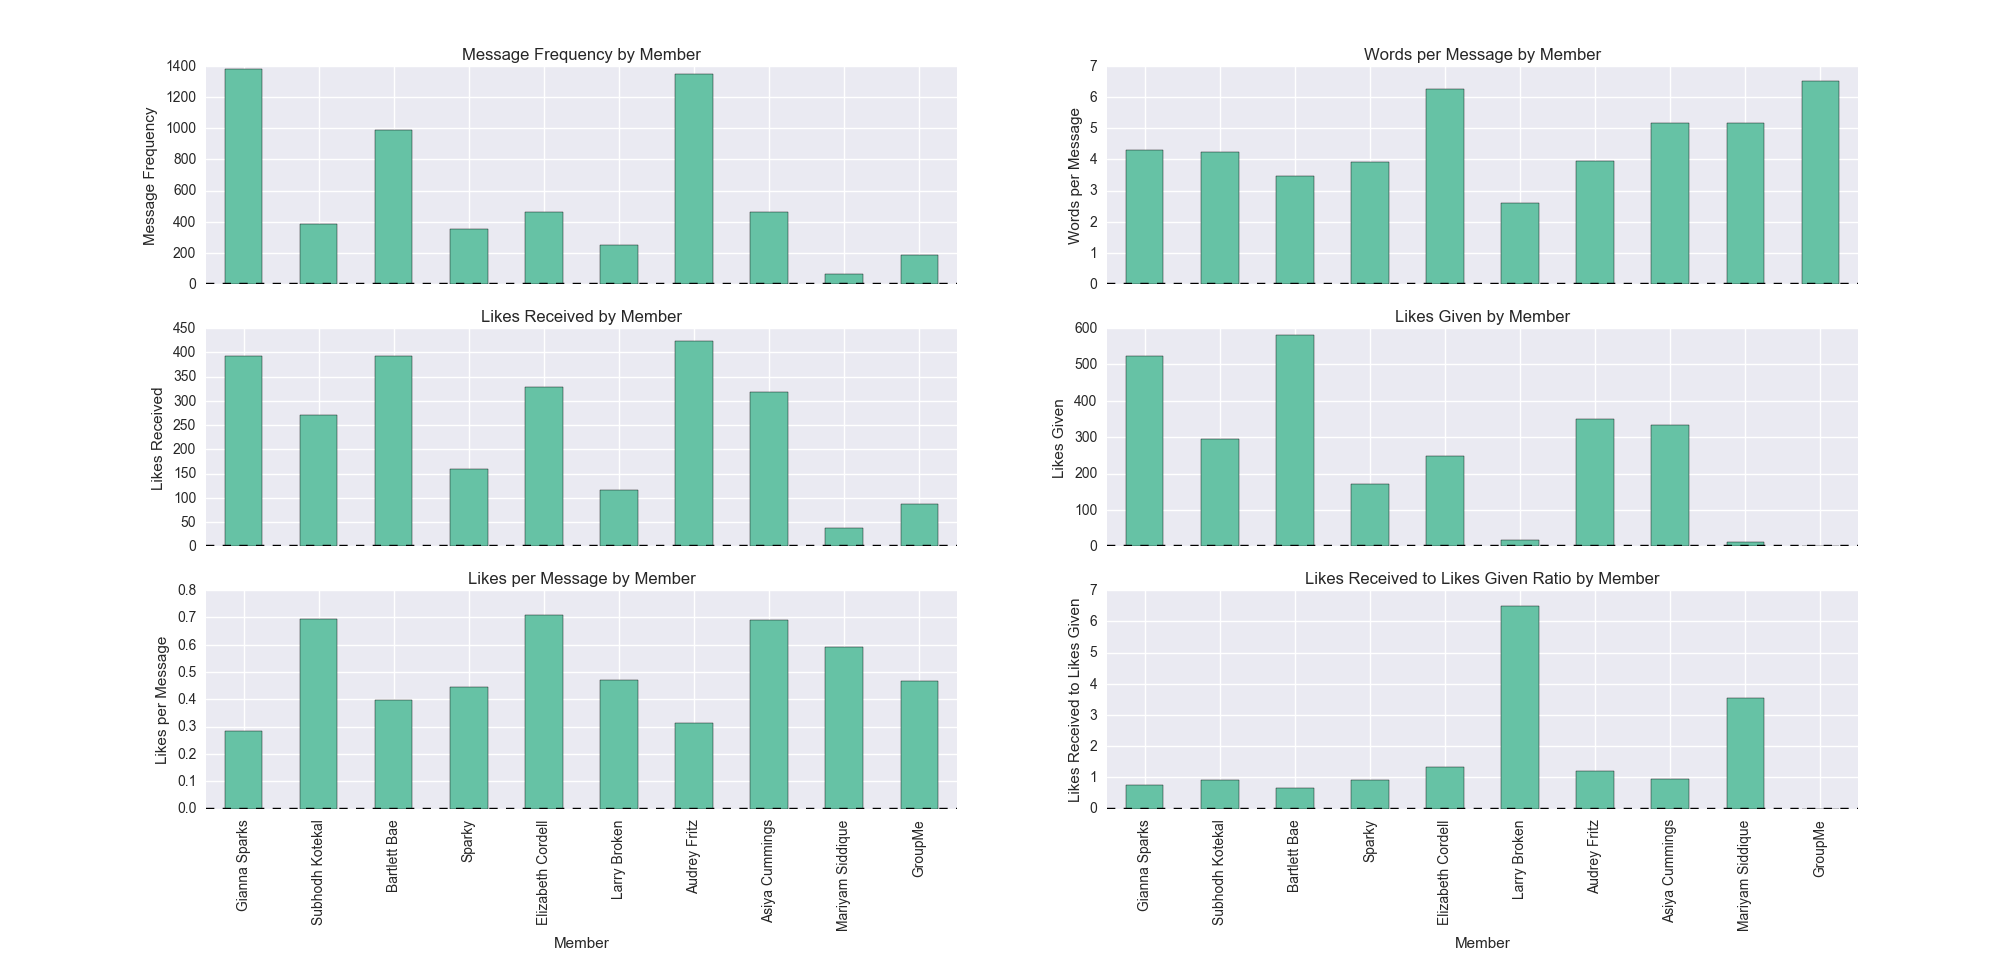 Message Frequency by Member
Message Frequency
1400
1200
1000
800
600
400
200
0
Words per Message by Member
Words per Message
7
6
5
4
3
2
1
0
Likes Received by Member
Likes Received
450
400
350
300
250
200
150
100
50
0
Likes Given by Member
Likes Given
600
500
400
300
200
100
0
Likes per Message by Member
Likes per Message
0.8
0.7
0.6
0.5
0.4
0.3
0.2
0.1
0.0
Gianna Sparks
Subhodh Kotekal
Bartlett Bae
Sparky
Elizabeth Cordell
Larry Broken
Audrey Fritz
Asiya Cummings
Mariyam Siddique
GroupMe
Member
Likes Received to Likes Given Ratio by Member
Likes Received to Likes Given
7
6
5
4
3
2
1
0
Gianna Sparks
Subhodh Kotekal
Bartlett Bae
Sparky
Elizabeth Cordell
Larry Broken
Audrey Fritz
Asiya Cummings
Mariyam Siddique
GroupMe
Member